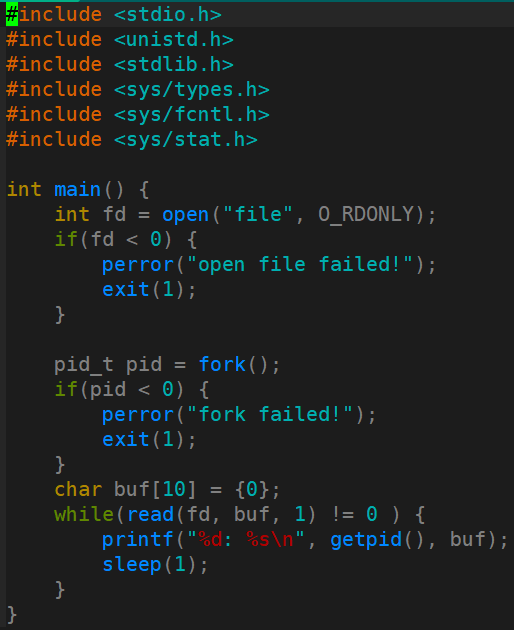 #include <stdio.h>
#include <unistd.h>
#include <stdlib.h>
#include <sys/types.h>
#include <sys/fcntl.h>
#include <sys/stat.h>

int main() {
    int fd = open("file", O_RDONLY);
    if(fd < 0) {
        perror("open file failed!");
        exit(1);
    }

    pid_t pid = fork();
    if(pid < 0) {
        perror("fork failed!");
        exit(1);
    }
    char buf[10] = {0};
    while(read(fd, buf, 1) != 0 ) {
        printf("%d: %s\n", getpid(), buf);
        sleep(1);
    }
}